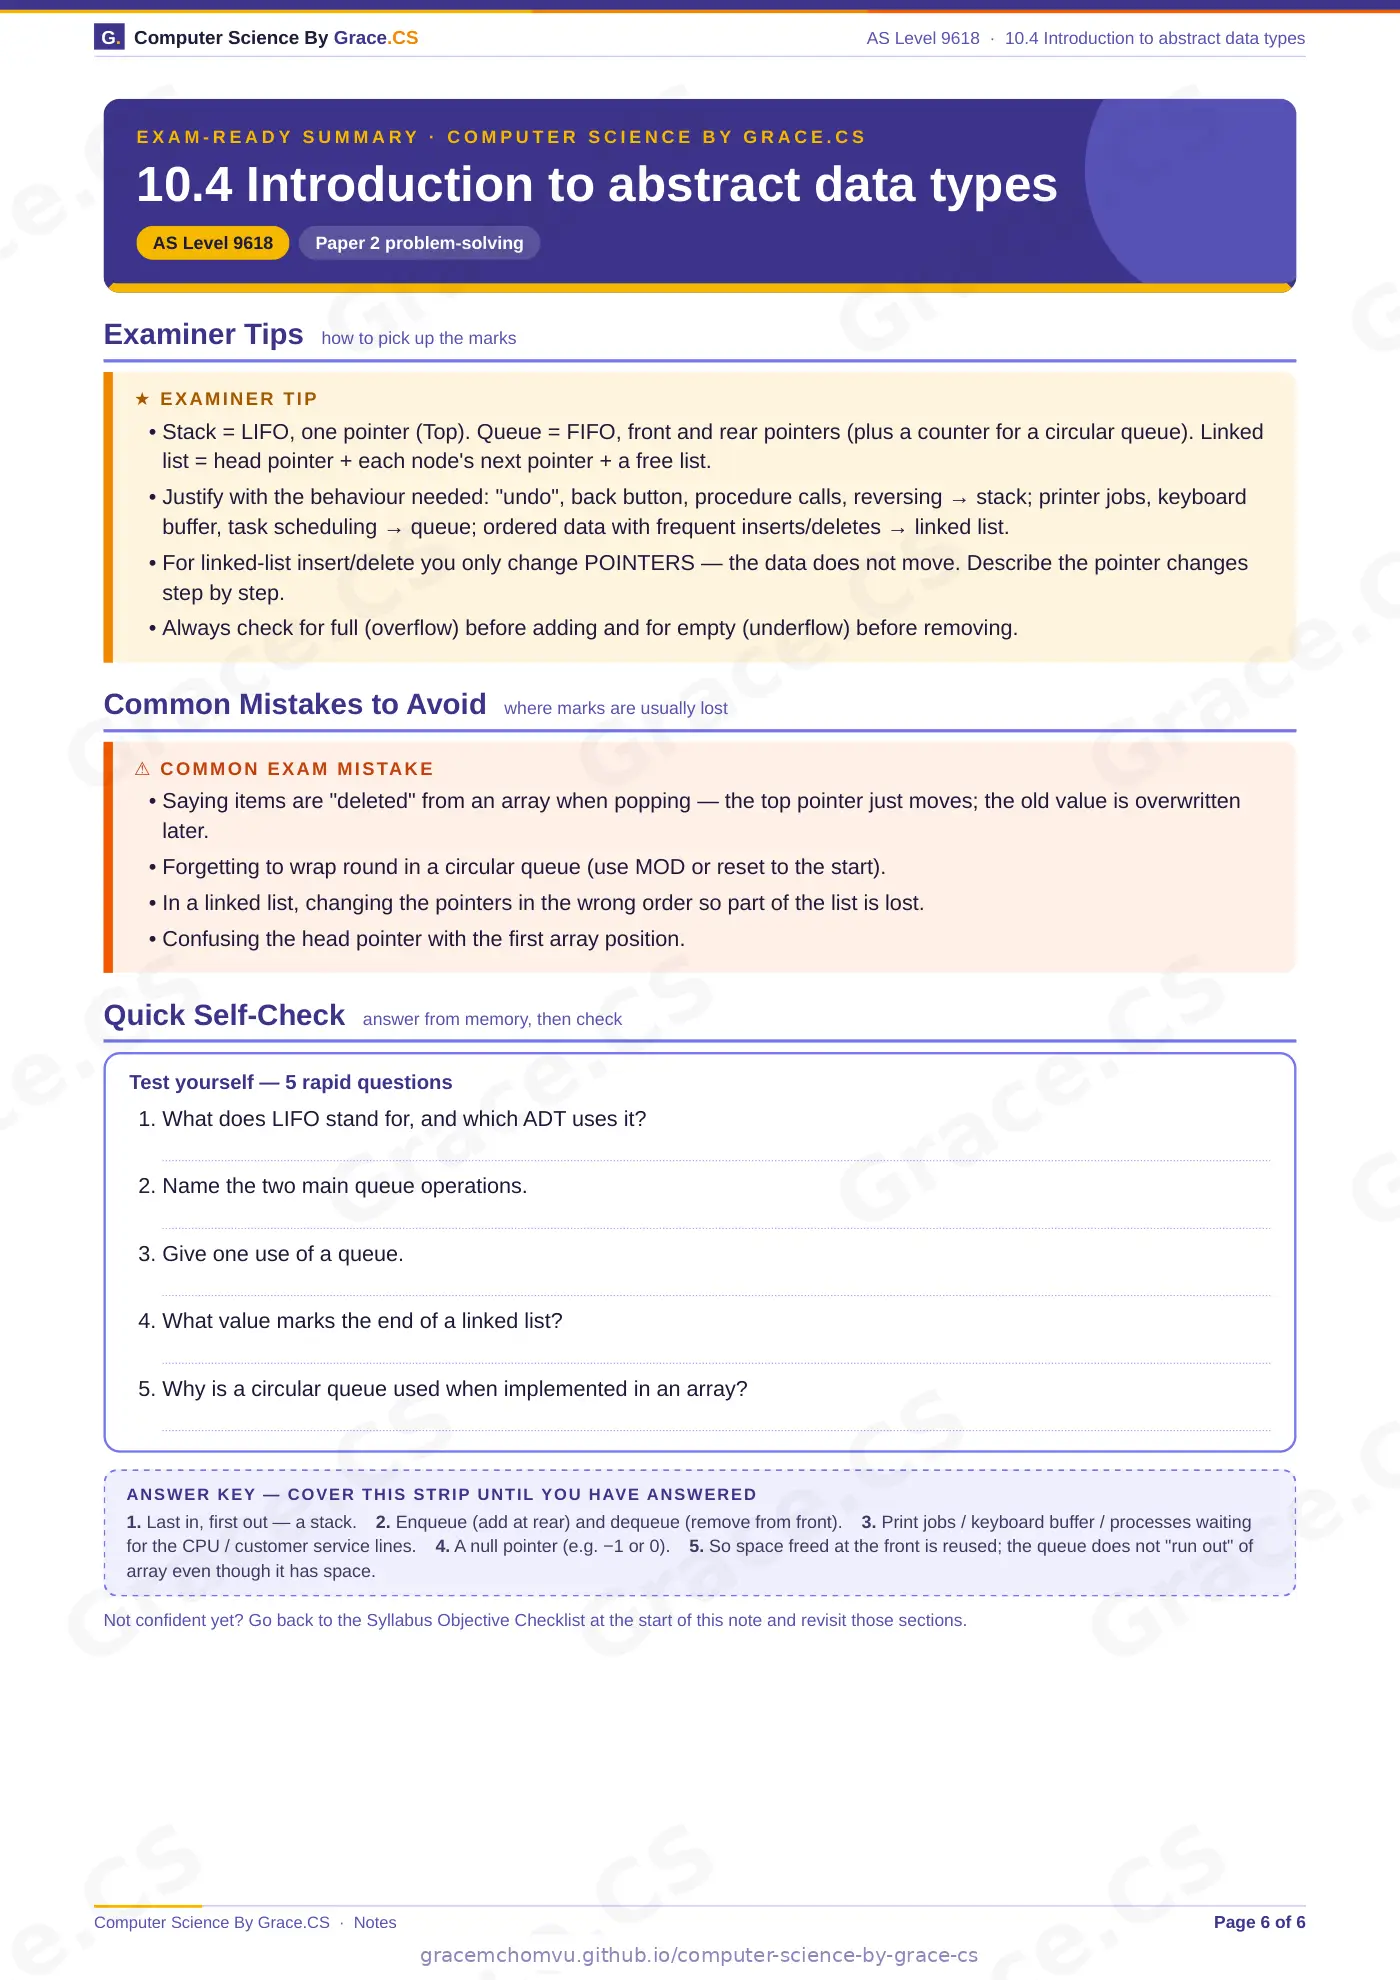 G. Computer Science By Grace.CS
AS Level 9618 · 10.4 Introduction to abstract data types
EXAM-READY SUMMARY · COMPUTER SCIENCE BY GRACE.CS
10.4 Introduction to abstract data types
AS Level 9618
Paper 2 problem-solving
Examiner Tips how to pick up the marks
★ EXAMINER TIP
• Stack = LIFO, one pointer (Top). Queue = FIFO, front and rear pointers (plus a counter for a circular queue). Linked
list = head pointer + each node's next pointer + a free list.
• Justify with the behaviour needed: "undo", back button, procedure calls, reversing → stack; printer jobs, keyboard
buffer, task scheduling → queue; ordered data with frequent inserts/deletes → linked list.
• For linked-list insert/delete you only change POINTERS — the data does not move. Describe the pointer changes
step by step.
• Always check for full (overflow) before adding and for empty (underflow) before removing.
Common Mistakes to Avoid where marks are usually lost
⚠ COMMON EXAM MISTAKE
• Saying items are "deleted" from an array when popping — the top pointer just moves; the old value is overwritten
later.
• Forgetting to wrap round in a circular queue (use MOD or reset to the start).
• In a linked list, changing the pointers in the wrong order so part of the list is lost.
• Confusing the head pointer with the first array position.
Quick Self-Check answer from memory, then check
Test yourself — 5 rapid questions
1. What does LIFO stand for, and which ADT uses it?
2. Name the two main queue operations.
3. Give one use of a queue.
4. What value marks the end of a linked list?
5. Why is a circular queue used when implemented in an array?
ANSWER KEY — COVER THIS STRIP UNTIL YOU HAVE ANSWERED
1. Last in, first out — a stack. 2. Enqueue (add at rear) and dequeue (remove from front). 3. Print jobs / keyboard buffer / processes waiting
for the CPU / customer service lines. 4. A null pointer (e.g. −1 or 0). 5. So space freed at the front is reused; the queue does not "run out" of
array even though it has space.
Not confident yet? Go back to the Syllabus Objective Checklist at the start of this note and revisit those sections.
Computer Science By Grace.CS · Notes
Page 6 of 6
gracemchomvu.github.io/computer-science-by-grace-cs